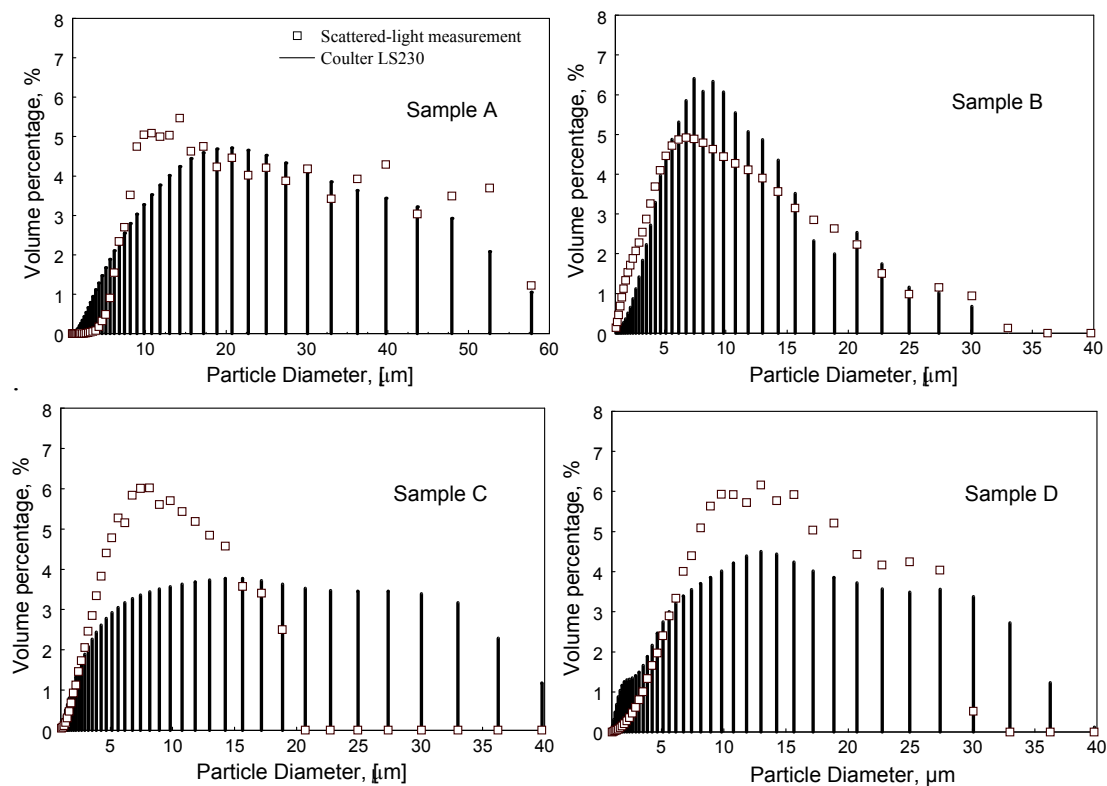 8
7
6
5
4
3
2
1
0
Volume percentage, %
Scattered-light measurement
Coulter LS230
Sample A
10 20 30 40 50 60
Particle Diameter, [μm]
8
7
6
5
4
3
2
1
0
Volume percentage, %
Sample B
5 10 15 20 25 30 35 40
Particle Diameter, [μm]
8
7
6
5
4
3
2
1
0
Volume percentage, %
Sample C
5 10 15 20 25 30 35 40
Particle Diameter, [μm]
8
7
6
5
4
3
2
1
0
Volume percentage, %
Sample D
5 10 15 20 25 30 35 40
Particle Diameter, μm